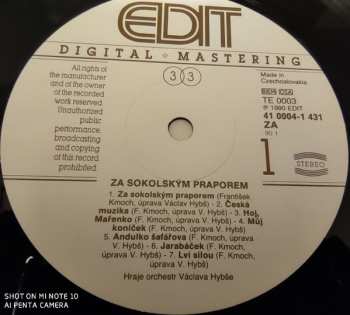 EDIT
DIGITAL MASTERING
All rights of
the manufacturer
and of the owner
of the recorded
work reserved.
Unauthorized
public
performance,
broadcasting
and copying
of this record
prohibited.
33
Made in
Czechoslovakia
TE 0003
℗ 1990 EDIT
41 0904-1 431
ZA
1
STEREO
ZA SOKOLSKÝM PRAPOREM
1. Za sokolským praporem (František
Kmoch, úprava Václav Hybš) - 2. Česká
muzika (F. Kmoch, úprava V. Hybš) - 3. Hoj,
Mařenko (F. Kmoch, úprava V. Hybš) - 4. Můj
koníček (F. Kmoch, úprava V. Hybš)
5. Andulko šafářova (F. Kmoch, úprava
V. Hybš) - 6. Jarabáček (F. Kmoch, úprava
V. Hybš) - 7. Lví silou (F. Kmoch, úprava
V. Hybš)
Hraje orchestr Václava Hybše
SHOT ON MI NOTE 10
AI PENTA CAMERA